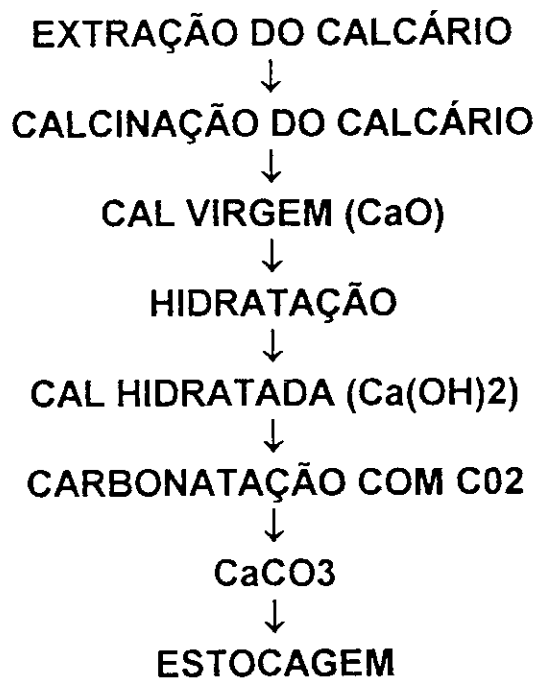 EXTRAÇÃO DO CALCÁRIO
↓
CALCINAÇÃO DO CALCÁRIO
↓
CAL VIRGEM (CaO)
↓
HIDRATAÇÃO
↓
CAL HIDRATADA (Ca(OH)2)
↓
CARBONATAÇÃO COM C02
↓
CaCO3
↓
ESTOCAGEM